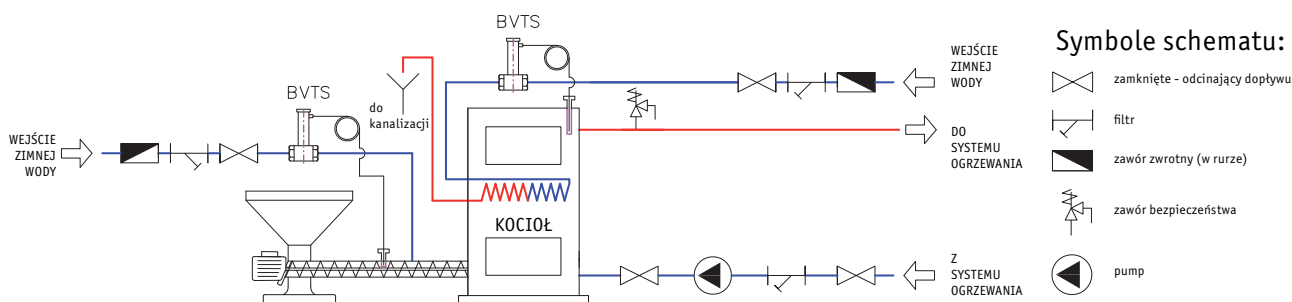 BVTS
WEJŚCIE
ZIMNEJ
WODY
BVTS
do
kanalizacji
WEJŚCIE
ZIMNEJ
WODY
DO
SYSTEMU
OGRZEWANIA
KOCIOŁ
Z
SYSTEMU
OGRZEWANIA
Symbole schematu:
zamknięte - odcinający dopływu
filtr
zawór zwrotny (w rurze)
zawór bezpieczeństwa
pump